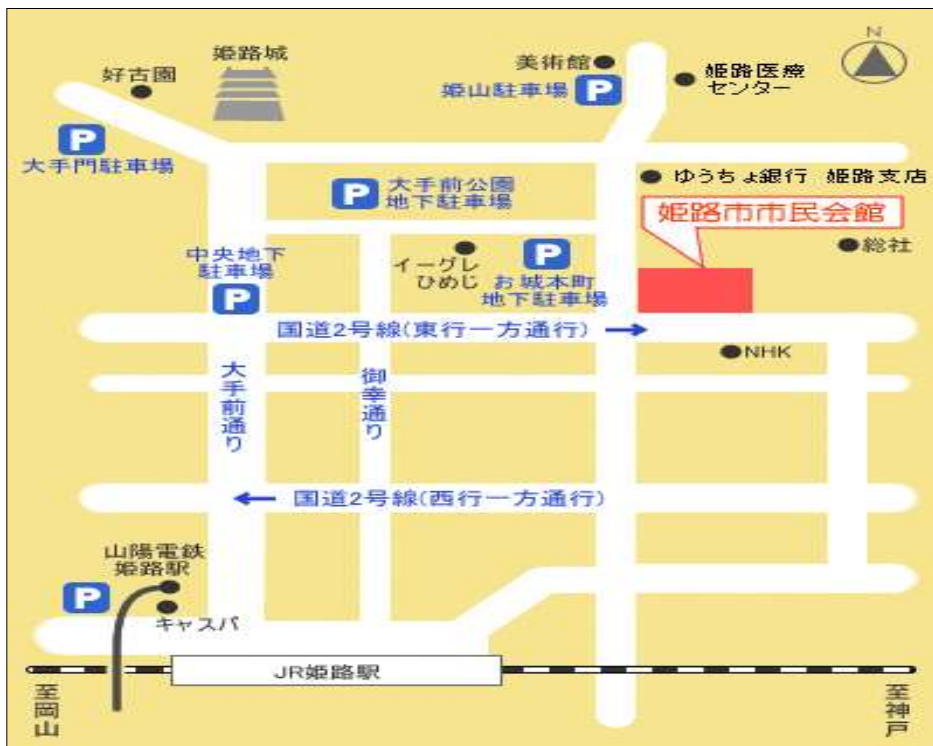 N
姫路城
好古園
美術館
姫山駐車場
P
姫路医療
センター
P
大手門駐車場
ゆうちょ銀行 姫路支店
P
大手前公園
地下駐車場
姫路市市民会館
総社
中央地下
駐車場
P
イーグレ
ひめじ
P
お城本町
地下駐車場
国道2号線(東行一方通行) →
NHK
大手前通り
御幸通り
← 国道2号線(西行一方通行)
山陽電鉄
姫路駅
P
キャスパ
JR姫路駅
至岡山
至神戸